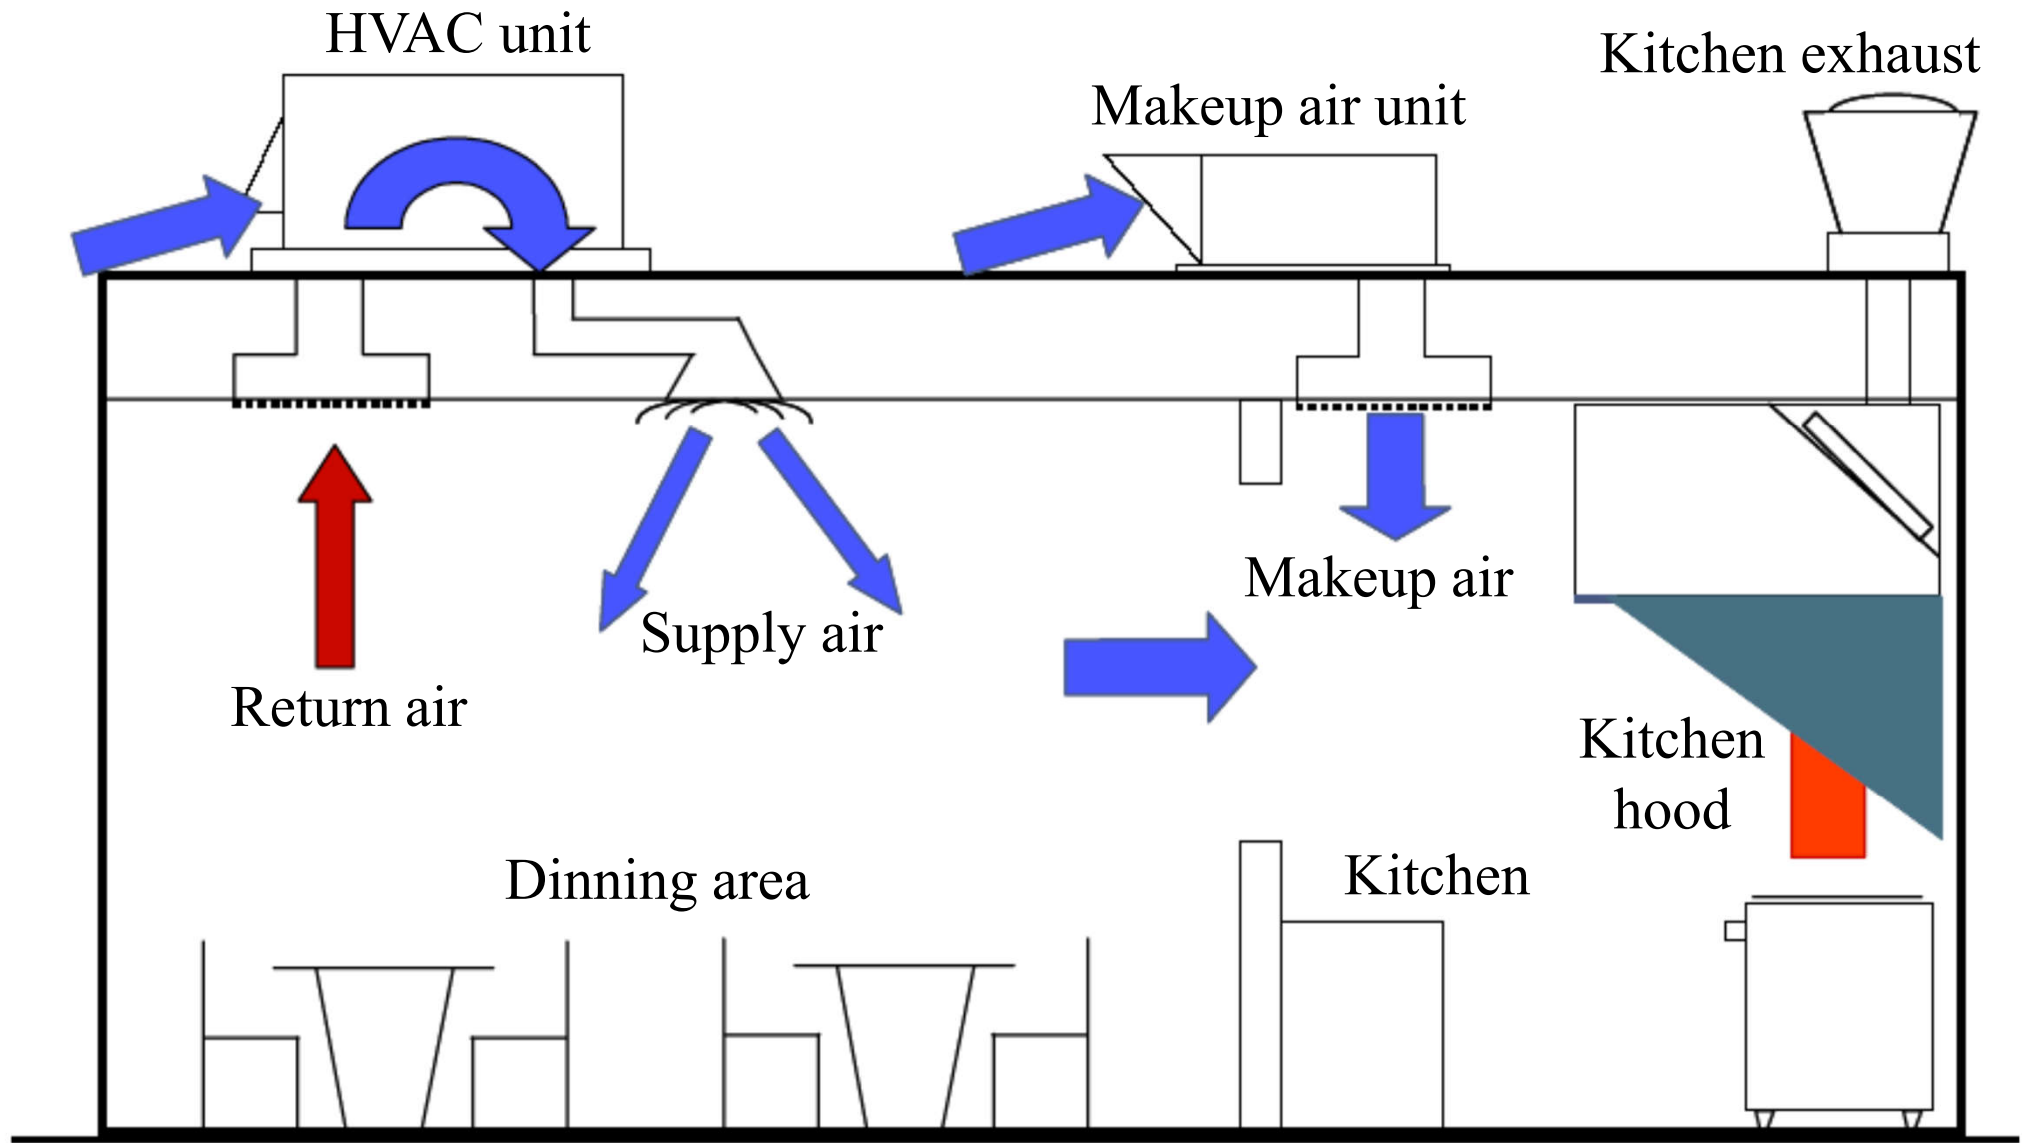 HVAC unit
Kitchen exhaust
Makeup air unit
Makeup air
Supply air
Return air
Kitchen
hood
Dinning area
Kitchen